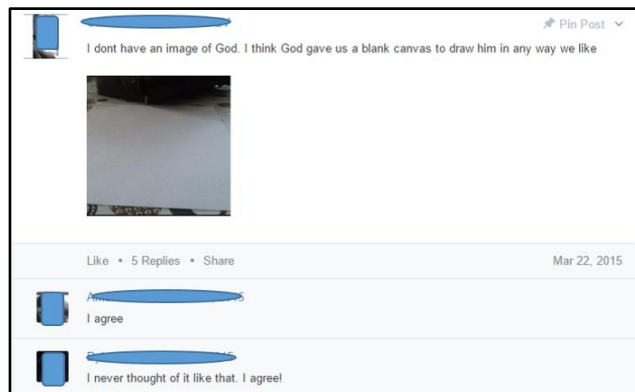 Pin Post
I dont have an image of God. I think God gave us a blank canvas to draw him in any way we like
Like • 5 Replies • Share
Mar 22, 2015
I agree
I never thought of it like that. I agree!